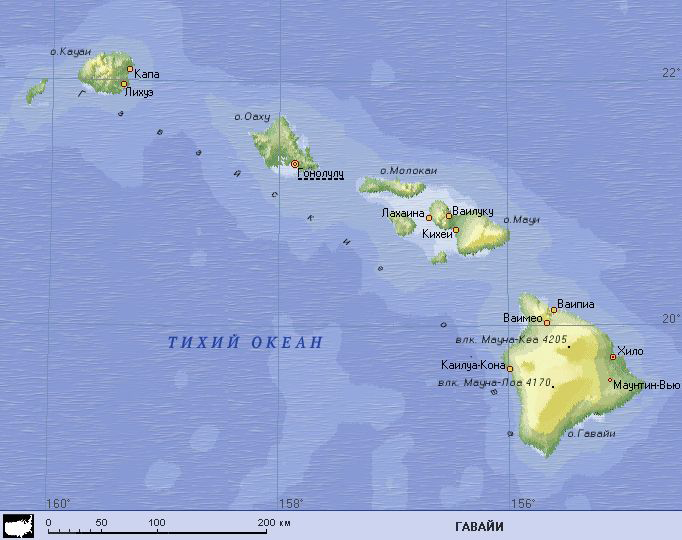 о.Кауаи
Капа
22°
Лихуэ
о.Оаху
Гонолулу
о.Молокаи
Лахаина
Ваилуку
о.Мауи
Кихеи
Гавайские о-ва
Ваипиа
Ваимео
20°
ТИХИЙ ОКЕАН
влк. Мауна-Кеа 4205
Хило
Каилуа-Кона
влк. Мауна-Лоа 4170
Маунтин-Вью
о.Гавайи
160° 158° 156°
0 50 100 200 км
ГАВАЙИ